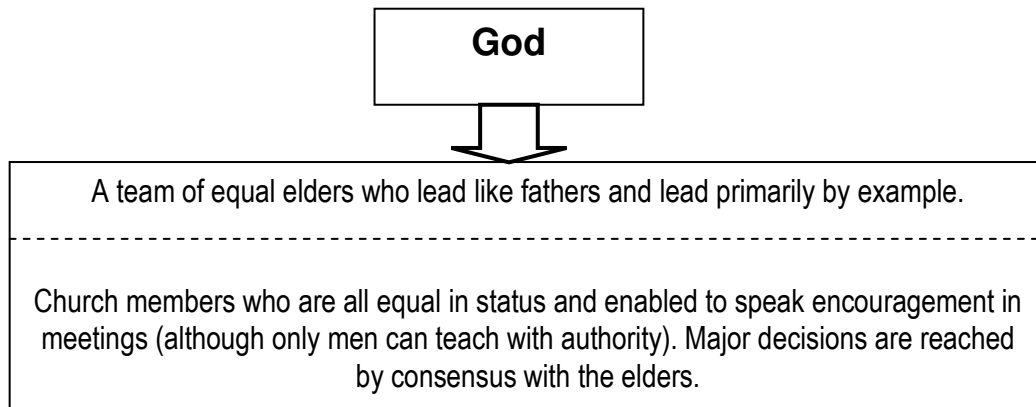 God
A team of equal elders who lead like fathers and lead primarily by example.
Church members who are all equal in status and enabled to speak encouragement in
meetings (although only men can teach with authority). Major decisions are reached
by consensus with the elders.